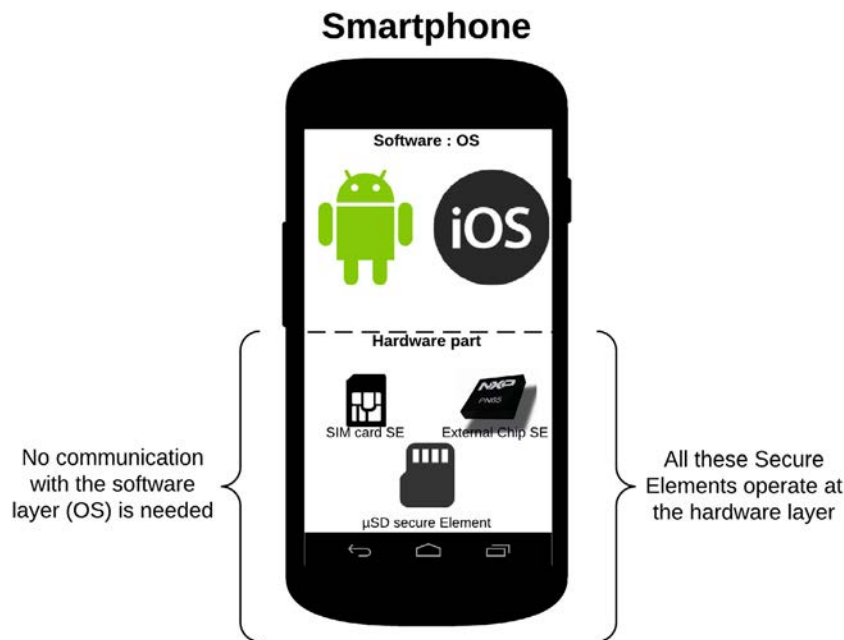 Smartphone
Software : OS
iOS
Hardware part
NXP
PN65
SIM card SE
External Chip SE
No communication
with the software
layer (OS) is needed
All these Secure
Elements operate at
the hardware layer
µSD secure Element